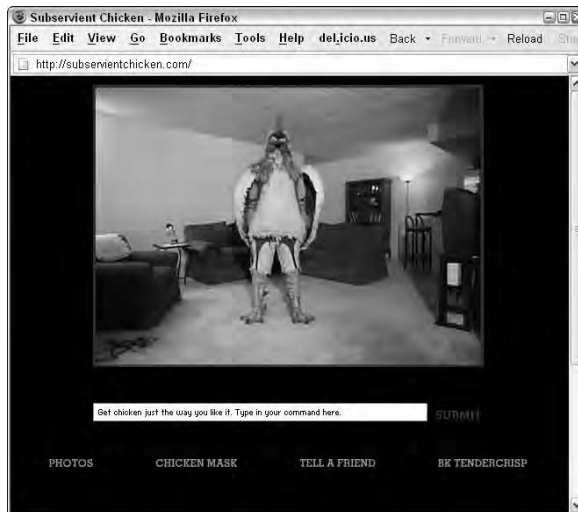 Subservient Chicken - Mozilla Firefox
File Edit View Go Bookmarks Tools Help del.icio.us Back Forward Reload
http://subservientchicken.com/
Get chicken just the way you like it. Type in your command here.
SUBMIT
PHOTOS CHICKEN MASK TELL A FRIEND BK TENDERCRISP